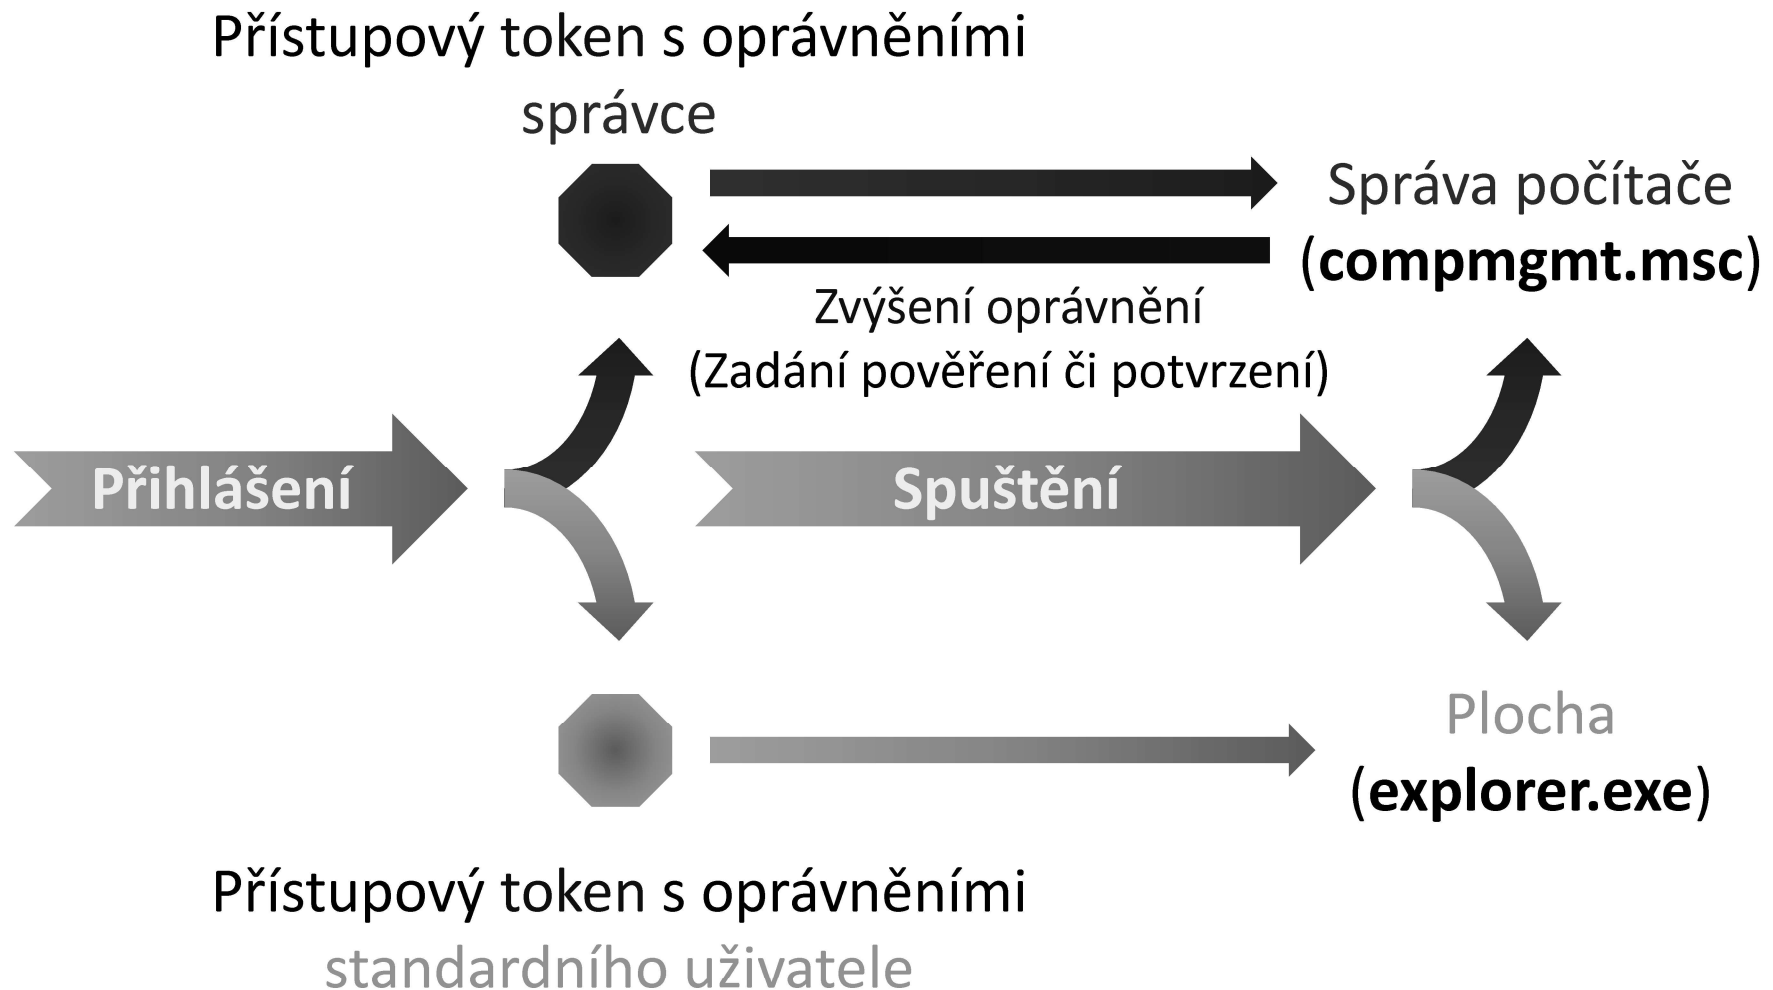 Přístupový token s oprávněními
správce
Správa počítače
(compmgmt.msc)
Zvýšení oprávnění
(Zadání pověření či potvrzení)
Přihlášení
Spuštění
Plocha
(explorer.exe)
Přístupový token s oprávněními
standardního uživatele